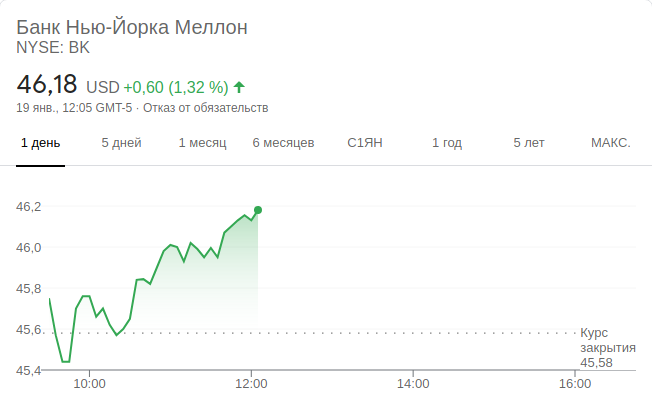 Банк Нью-Йорка Меллон
NYSE: BK
46,18 USD +0,60 (1,32 %)
19 янв., 12:05 GMT-5 · Отказ от обязательств
1 день 5 дней 1 месяц 6 месяцев С1ЯН 1 год 5 лет МАКС.
46,2
46,0
45,8
45,6
Курс
закрытия
45,58
45,4
10:00 12:00 14:00 16:00